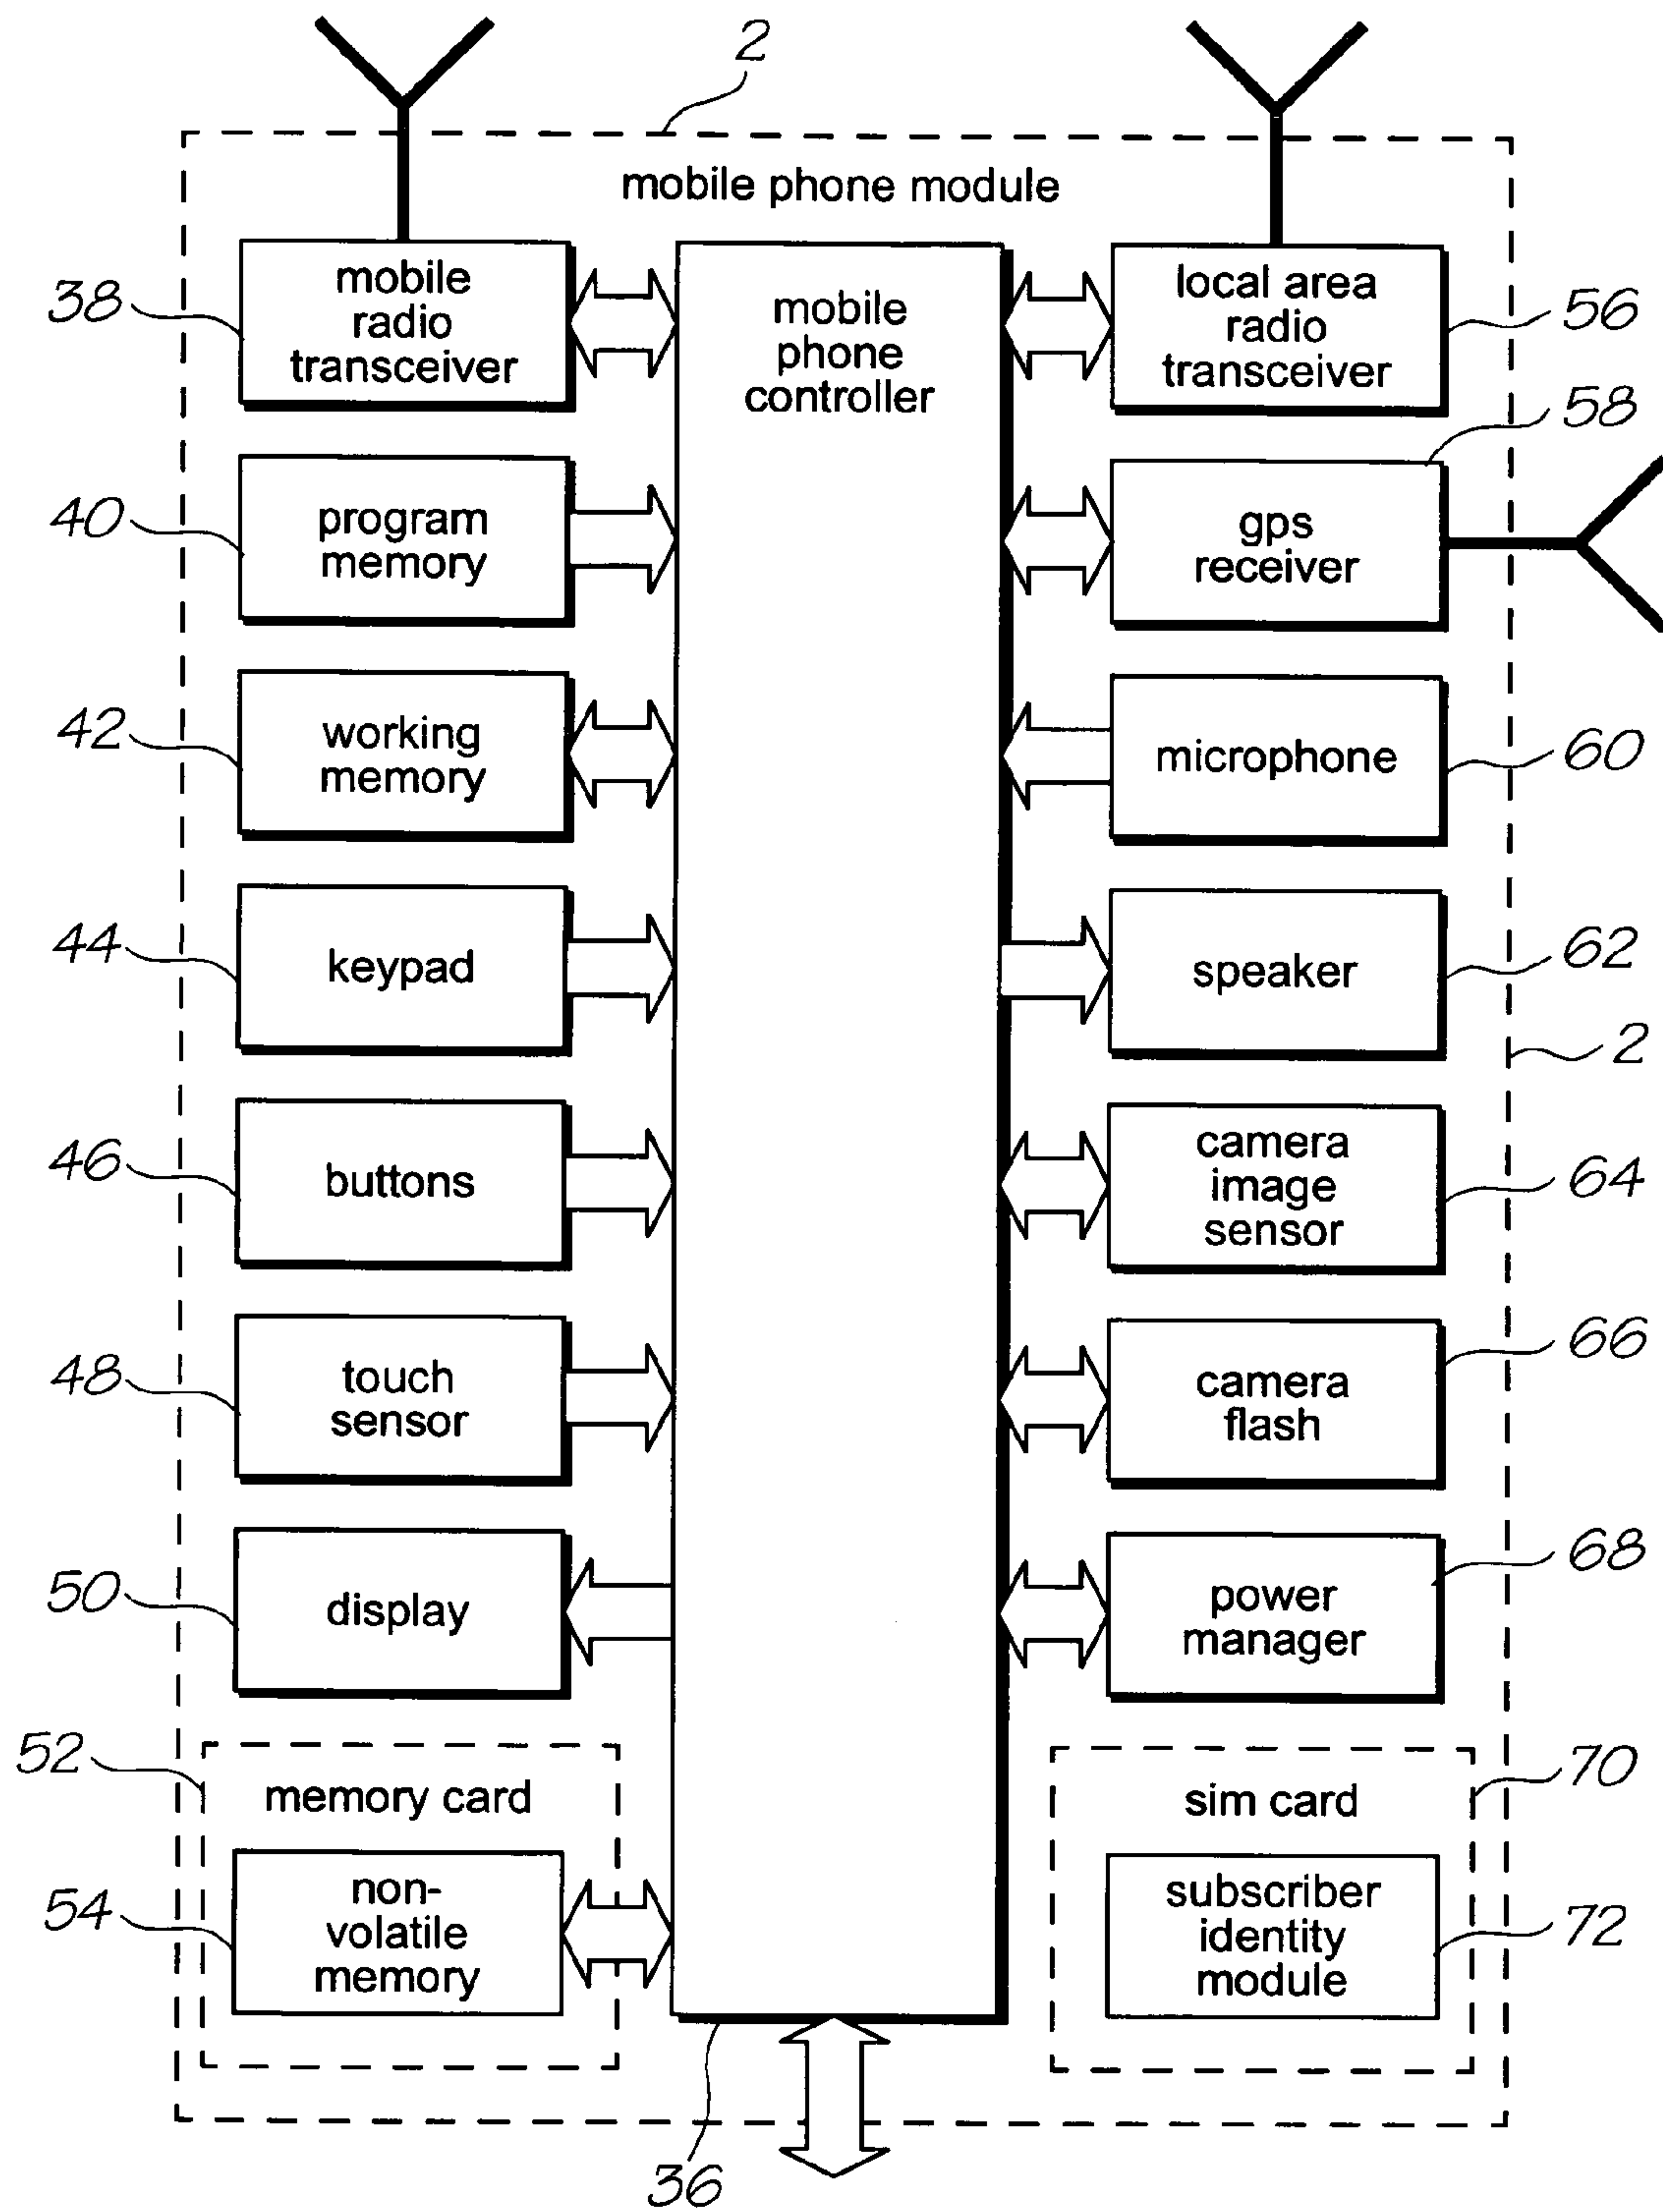 2
mobile phone module
38
mobile
radio
transceiver
mobile
phone
controller
local area
radio
transceiver
56
58
40
program
memory
gps
receiver
42
working
memory
microphone
60
44
keypad
speaker
62
2
46
buttons
camera
image
sensor
64
48
touch
sensor
camera
flash
66
50
display
power
manager
68
52
memory card
sim card
70
54
non-
volatile
memory
subscriber
identity
module
72
36